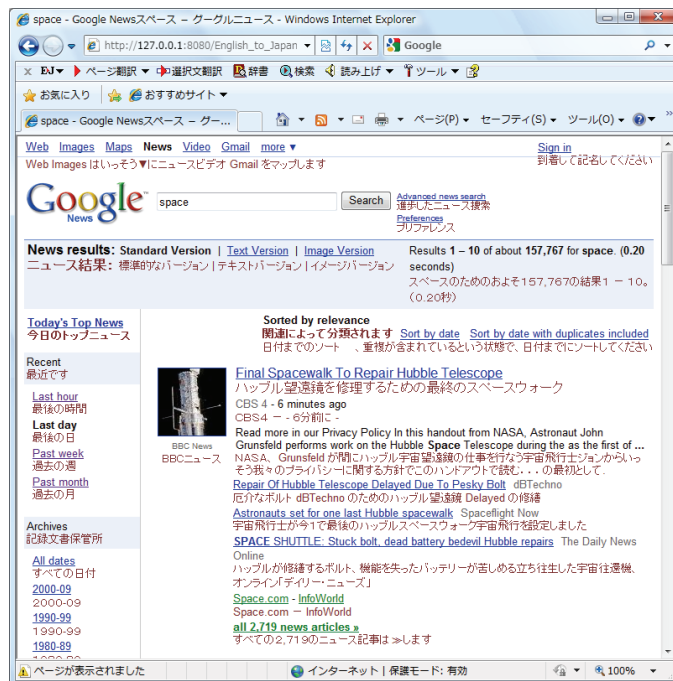 space - Google Newsスペース － グーグルニュース - Windows Internet Explorer
http://127.0.0.1:8080/English_to_Japan
Google
x EJ ページ翻訳 選択文翻訳 辞書 検索 読み上げ ツール
お気に入り おすすめサイト
space - Google Newsスペース － グー...
ページ(P) セーフティ(S) ツール(O) »
Web Images Maps News Video Gmail more ▼ Sign in
Web Images はいっそう▼にニュースビデオ Gmail をマップします 到着して記名してください
Google News
space Search
Advanced news search
進歩したニュース捜索
Preferences
プリファレンス
News results: Standard Version | Text Version | Image Version
ニュース結果: 標準的なバージョン | テキストバージョン | イメージバージョン
Results 1 – 10 of about 157,767 for space. (0.20
seconds)
スペースのためのおよそ157,767の結果1 － 10。
(0.20秒)
Today's Top News
今日のトップニュース
Recent
最近です
Last hour
最後の時間
Last day
最後の日
Past week
過去の週
Past month
過去の月
Archives
記録文書保管所
All dates
すべての日付
2000-09
2000-09
1990-99
1990-99
1980-89
1980-89
Sorted by relevance
関連によって分類されます Sort by date Sort by date with duplicates included
日付までのソート 、重複が含まれているという状態で、日付までにソートしてください
BBC News
BBCニュース
Final Spacewalk To Repair Hubble Telescope
ハッブル望遠鏡を修理するための最終のスペースウォーク
CBS 4 - 6 minutes ago
CBS4 － - 6分前に -
Read more in our Privacy Policy In this handout from NASA, Astronaut John
Grunsfeld performs work on the Hubble Space Telescope during the as the first of ...
NASA、Grunsfeld が間にハッブル宇宙望遠鏡の仕事を行なう宇宙飛行士ジョンからいっ
そう我々のプライバシーに関する方針でこのハンドアウトで読む．．．の最初として.
Repair Of Hubble Telescope Delayed Due To Pesky Bolt dBTechno
厄介なボルト dBTechno のためのハッブル望遠鏡 Delayed の修繕
Astronauts set for one last Hubble spacewalk Spaceflight Now
宇宙飛行士が今1で最後のハッブルスペースウォーク宇宙飛行を設定しました
SPACE SHUTTLE: Stuck bolt, dead battery bedevil Hubble repairs The Daily News
Online
ハッブルが修繕するボルト、機能を失ったバッテリーが苦しめる立ち往生した宇宙往還機、
オンライン「デイリー・ニューズ」
Space.com - InfoWorld
Space.com － InfoWorld
all 2,719 news articles »
すべての2,719のニュース記事は ≫します
ページが表示されました インターネット | 保護モード: 有効 100%